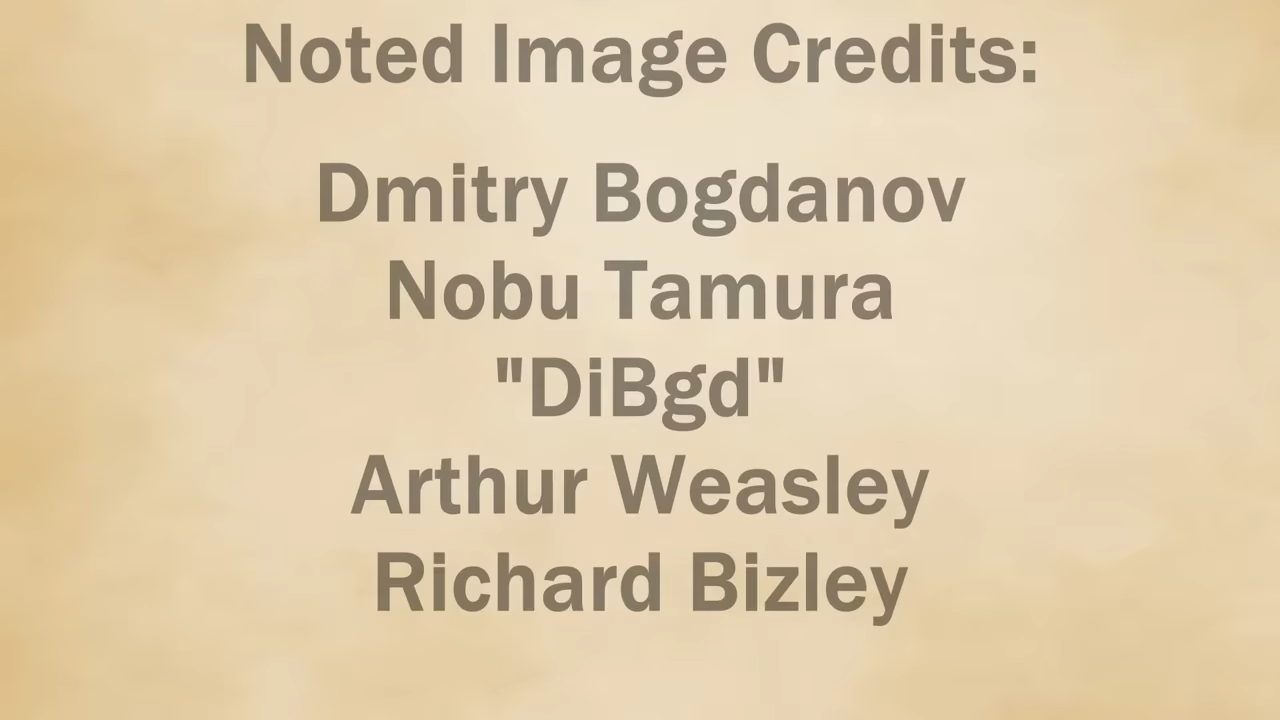 Noted Image Credits:
Dmitry Bogdanov
Nobu Tamura
"DiBgd"
Arthur Weasley
Richard Bizley